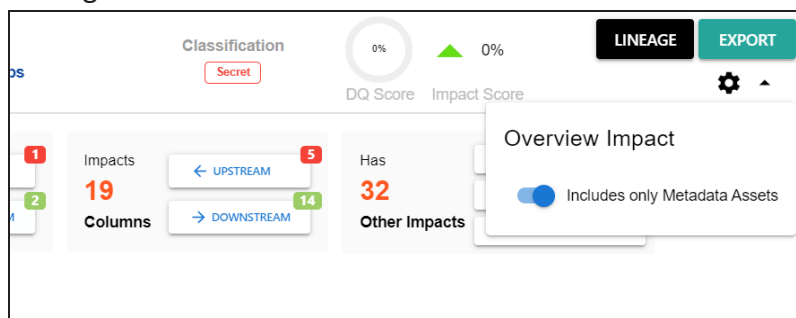 Classification
Secret
0%
DQ Score
0%
Impact Score
LINEAGE
EXPORT
Overview Impact
Includes only Metadata Assets
1
2
Impacts
19
Columns
5
← UPSTREAM
14
→ DOWNSTREAM
Has
32
Other Impacts